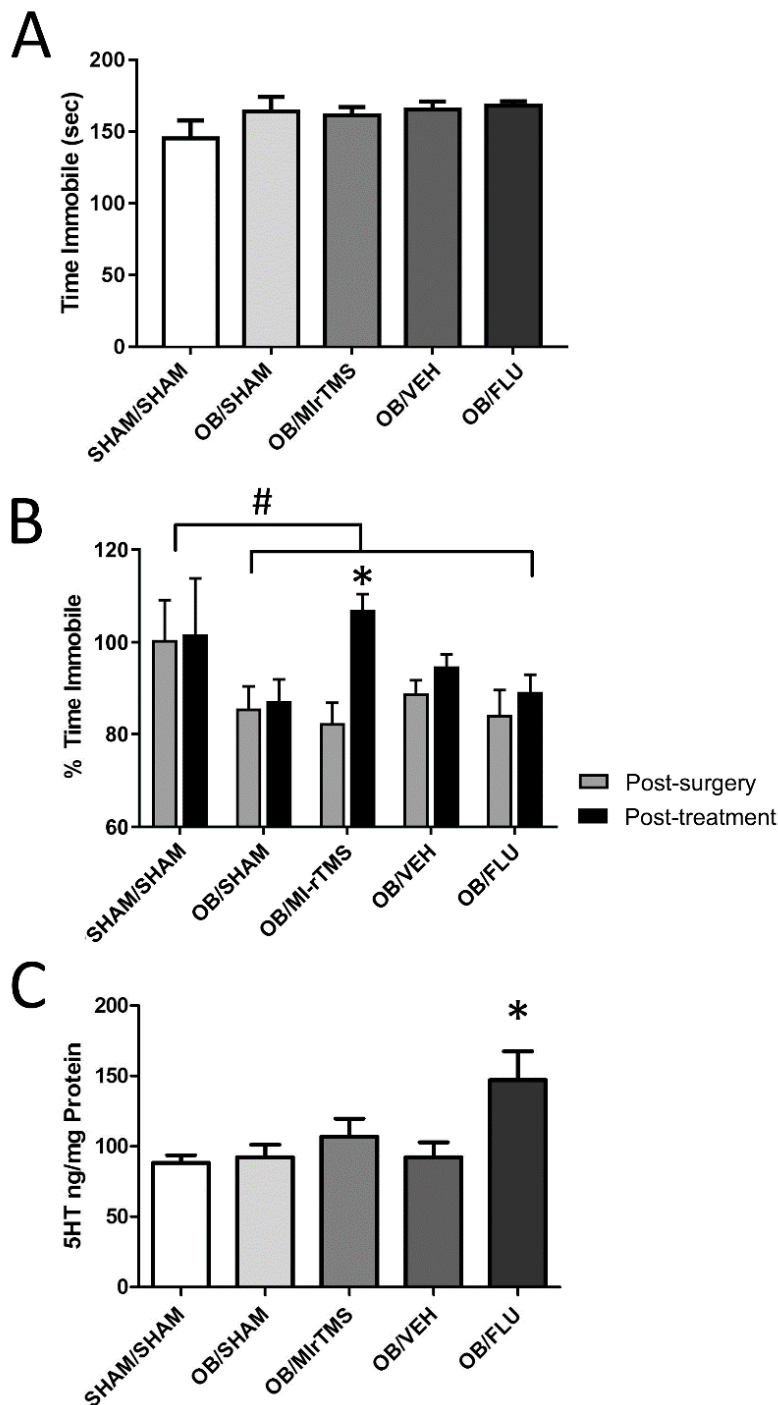 A
200
150
100
50
0
Time Immobile (sec)
SHAM/SHAM
OB/SHAM
OB/MIrTMS
OB/VEH
OB/FLU
B
#
*
120
100
80
60
% Time Immobile
SHAM/SHAM
OB/SHAM
OB/MI-rTMS
OB/VEH
OB/FLU
Post-surgery
Post-treatment
C
*
200
150
100
50
0
5HT ng/mg Protein
SHAM/SHAM
OB/SHAM
OB/MIrTMS
OB/VEH
OB/FLU